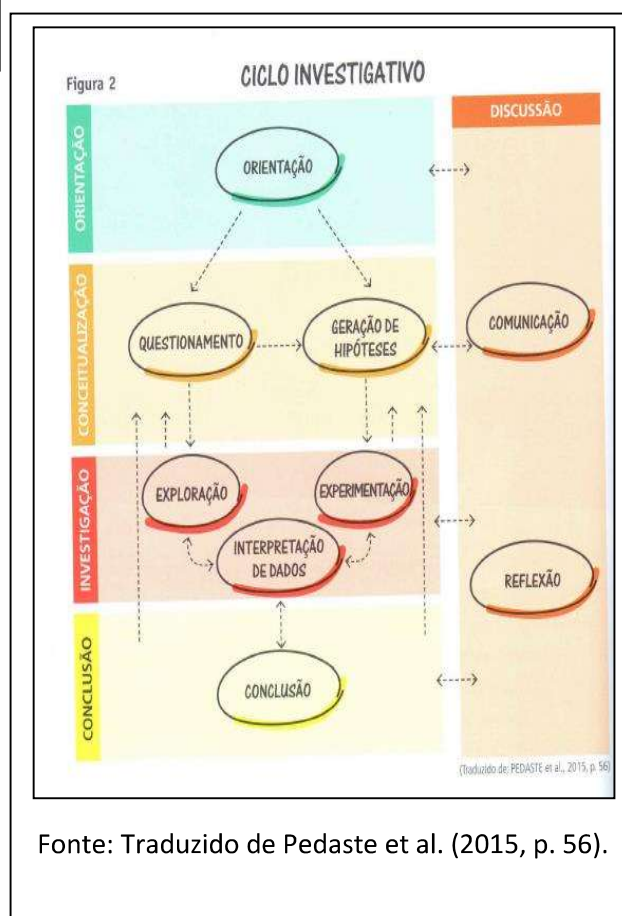 Figura 2
CICLO INVESTIGATIVO
DISCUSSÃO
ORIENTAÇÃO
ORIENTAÇÃO
CONCEITUALIZAÇÃO
QUESTIONAMENTO
GERAÇÃO DE
HIPÓTESES
COMUNICAÇÃO
INVESTIGAÇÃO
EXPLORAÇÃO
EXPERIMENTAÇÃO
INTERPRETAÇÃO
DE DADOS
REFLEXÃO
CONCLUSÃO
CONCLUSÃO
(Traduzido de: PEDASTE et al., 2015, p. 56)
Fonte: Traduzido de Pedaste et al. (2015, p. 56).